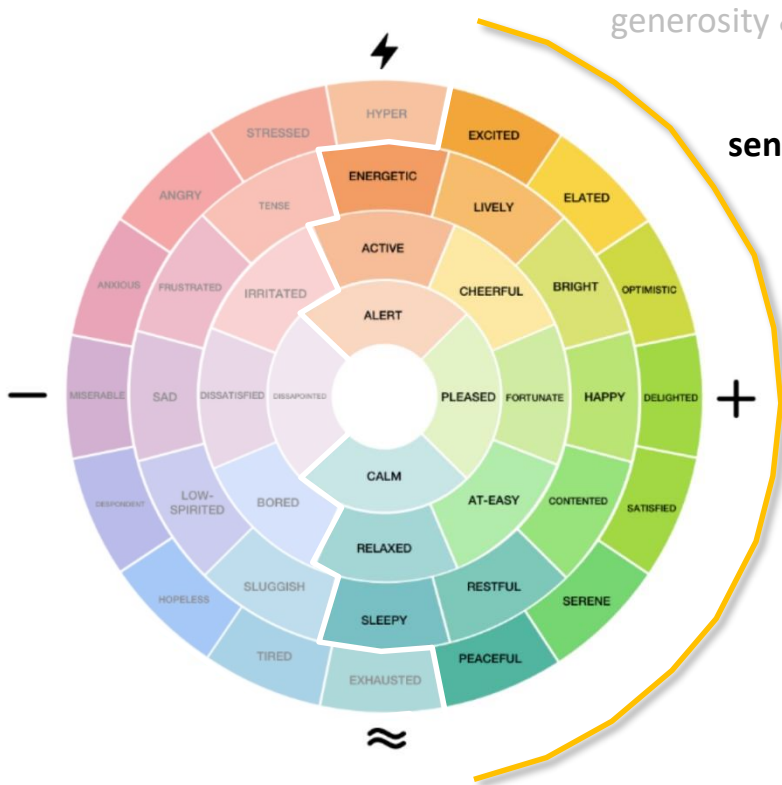 generosity
sen
HYPER
STRESSED
EXCITED
ENERGETIC
ANGRY
TENSE
LIVELY
ELATED
ACTIVE
ANXIOUS
FRUSTRATED
IRRITATED
CHEERFUL
BRIGHT
OPTIMISTIC
ALERT
–
MISERABLE
SAD
DISSATISFIED
DISSAPOINTED
PLEASED
FORTUNATE
HAPPY
DELIGHTED
+
CALM
DESPONDENT
LOW-
SPIRITED
BORED
AT-EASY
CONTENTED
SATISFIED
RELAXED
HOPELESS
SLUGGISH
SLEEPY
RESTFUL
SERENE
TIRED
EXHAUSTED
PEACEFUL
≈